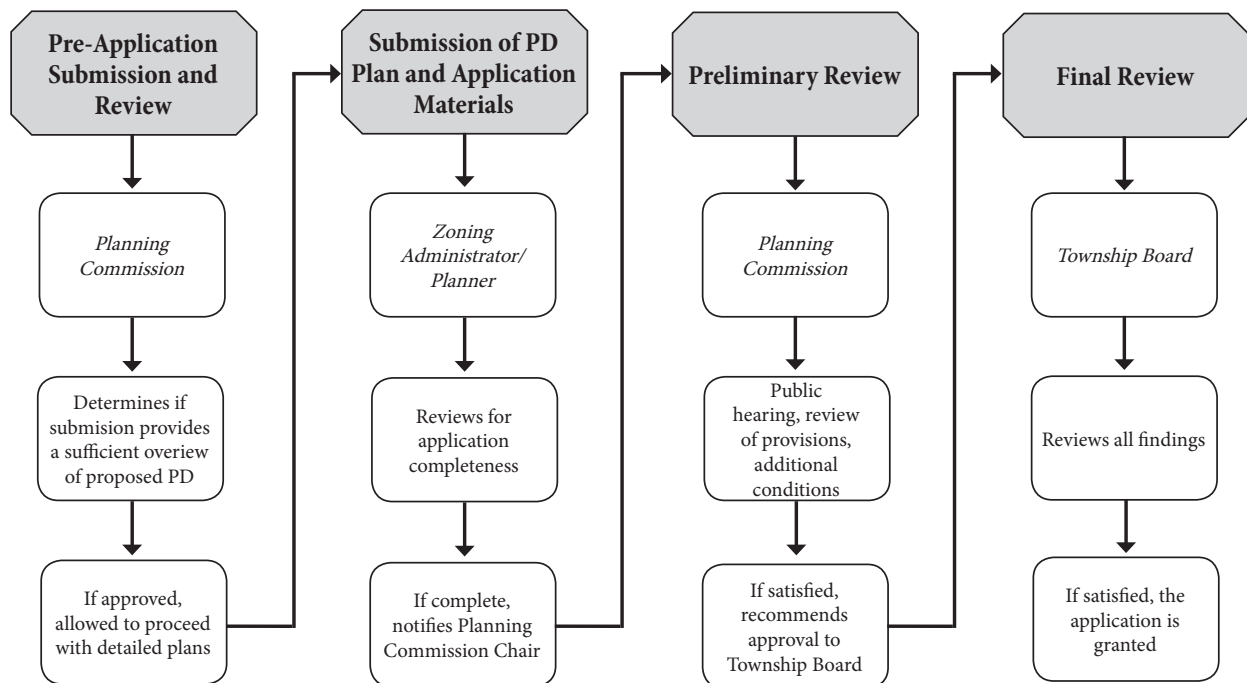 Pre-Application
Submission and
Review
Planning
Commission
Determines if
submision provides
a sufficient overiew
of proposed PD
If approved,
allowed to proceed
with detailed plans
Submission of PD
Plan and Application
Materials
Zoning
Administrator/
Planner
Reviews for
application
completeness
If complete,
notifies Planning
Commission Chair
Preliminary Review
Planning
Commission
Public
hearing, review
of provisions,
additional
conditions
If satisfied,
recommends
approval to
Township Board
Final Review
Township Board
Reviews all findings
If satisfied, the
application is
granted